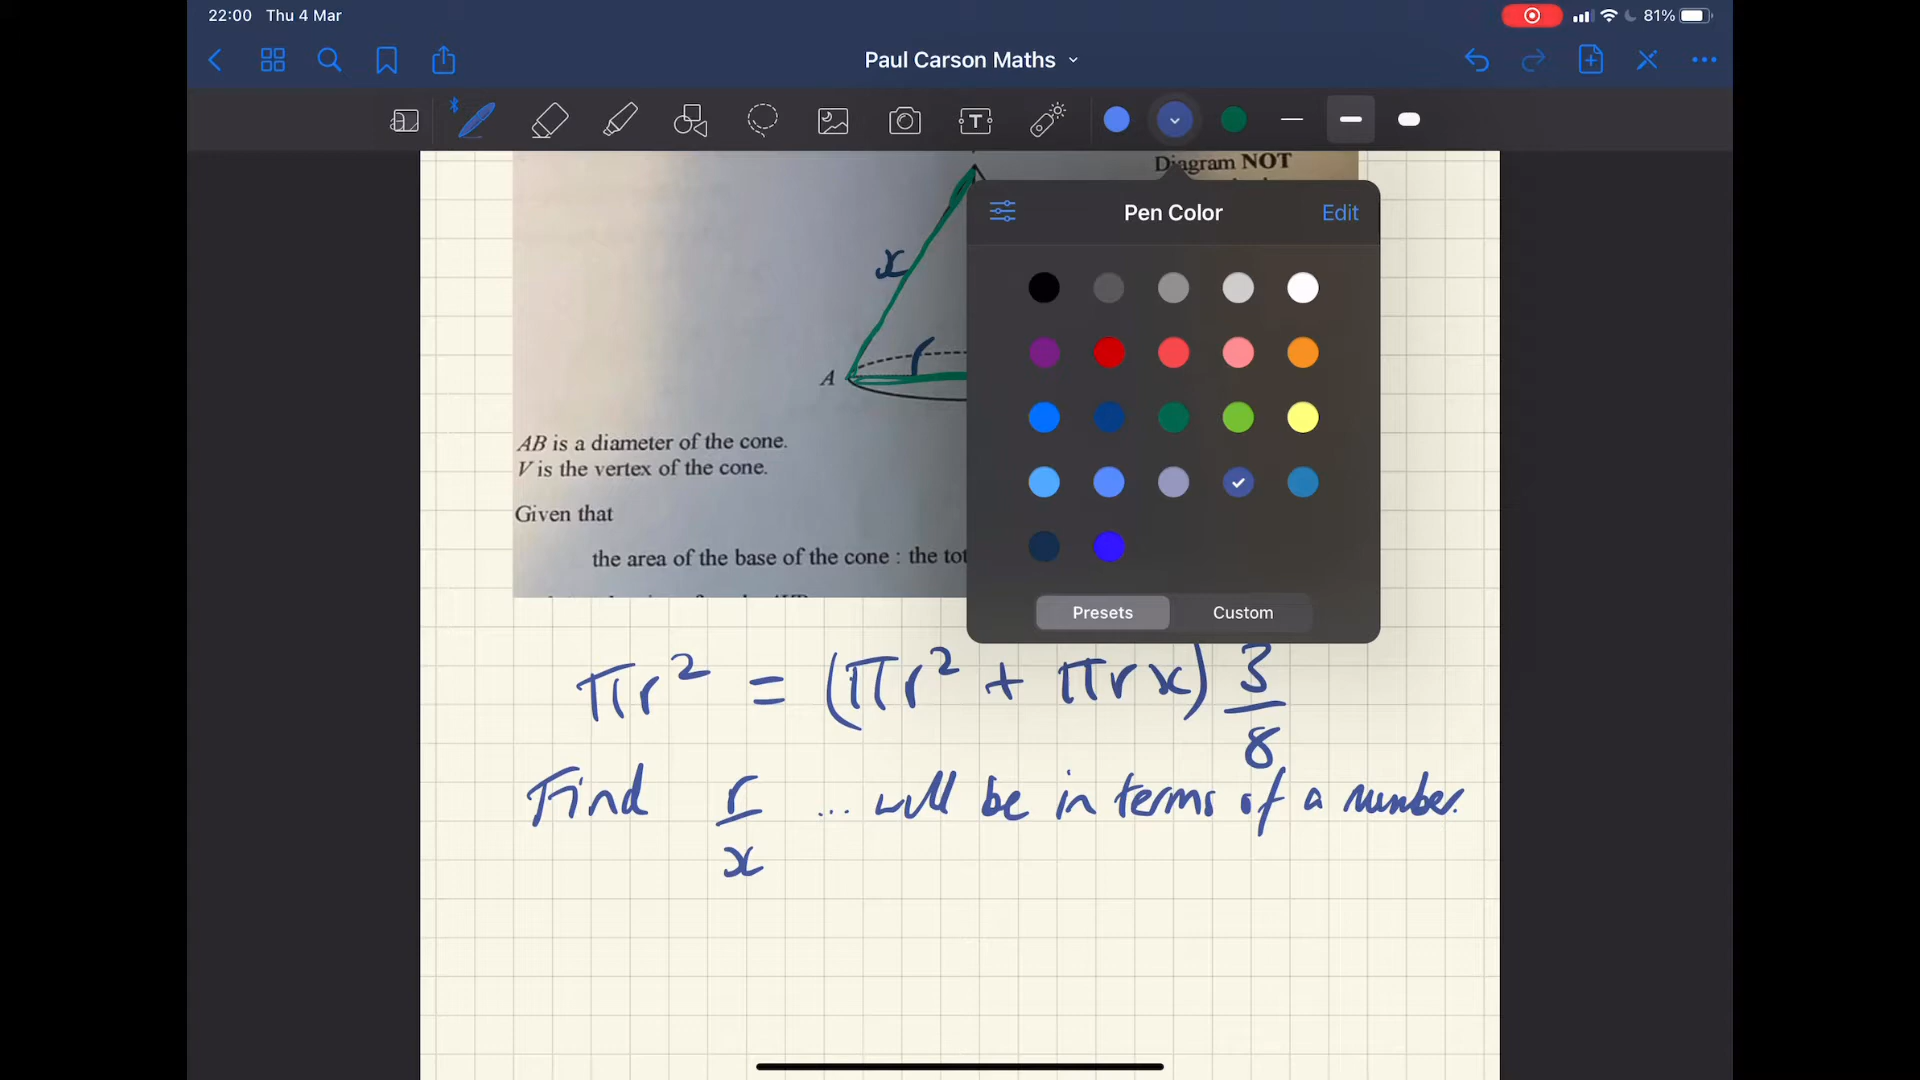 22:00 Thu 4 Mar 81%
Paul Carson Maths
Diagram NOT
Pen Color Edit
x
r
A
AB is a diameter of the cone.
V is the vertex of the cone.
Given that
the area of the base of the cone : the tot
Presets Custom
πr² = (πr² + πrx) 3/8
Find r/x ... will be in terms of a number.